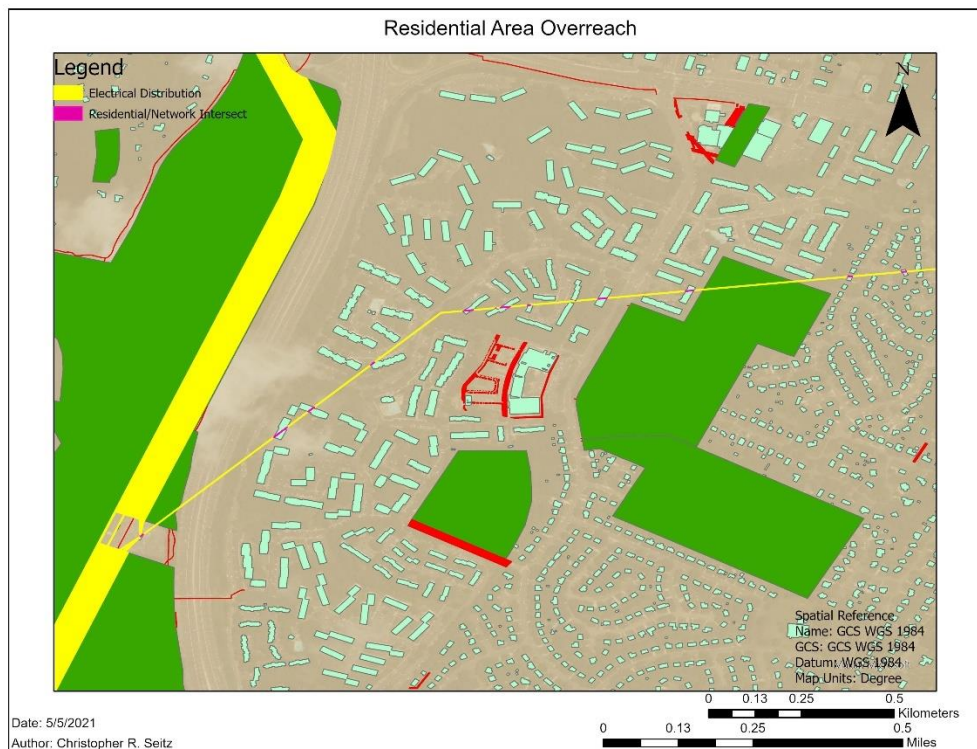 Residential Area Overreach
Legend
Electrical Distribution
Residential/Network Intersect
N
Spatial Reference
Name: GCS WGS 1984
GCS: GCS WGS 1984
Datum: WGS 1984
Map Units: Degree
0 0.13 0.25 0.5
Kilometers
0 0.13 0.25 0.5
Miles
Date: 5/5/2021
Author: Christopher R. Seitz